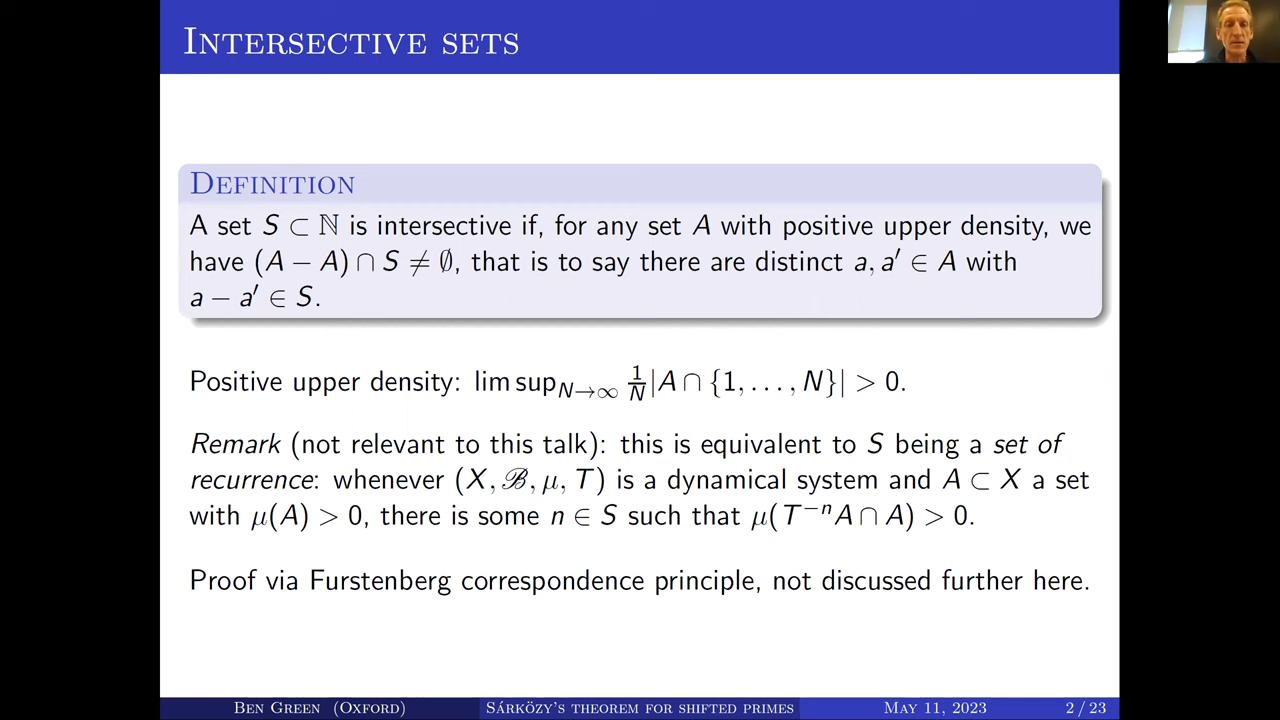 INTERSECTIVE SETS
DEFINITION
A set S ⊂ ℕ is intersective if, for any set A with positive upper density, we
have (A − A) ∩ S ≠ ∅, that is to say there are distinct a, a′ ∈ A with
a − a′ ∈ S.
Positive upper density: lim sup_{N→∞} 1/N |A ∩ {1, . . . , N}| > 0.
Remark (not relevant to this talk): this is equivalent to S being a set of
recurrence: whenever (X, ℬ, μ, T) is a dynamical system and A ⊂ X a set
with μ(A) > 0, there is some n ∈ S such that μ(T⁻ⁿA ∩ A) > 0.
Proof via Furstenberg correspondence principle, not discussed further here.
BEN GREEN (OXFORD) SÁRKÖZY'S THEOREM FOR SHIFTED PRIMES MAY 11, 2023 2 / 23